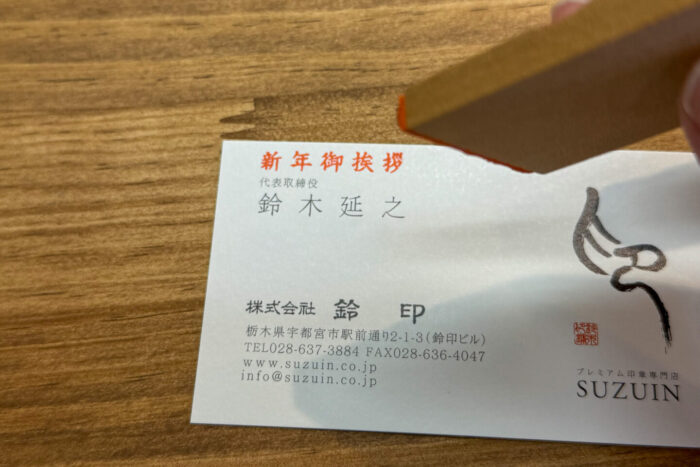 新年御挨拶
代表取締役
鈴木延之
株式会社 鈴印
栃木県宇都宮市駅前通り2-1-3(鈴印ビル)
TEL028-637-3884 FAX028-636-4047
www.suzuin.co.jp
info@suzuin.co.jp
プレミアム印章専門店
SUZUIN